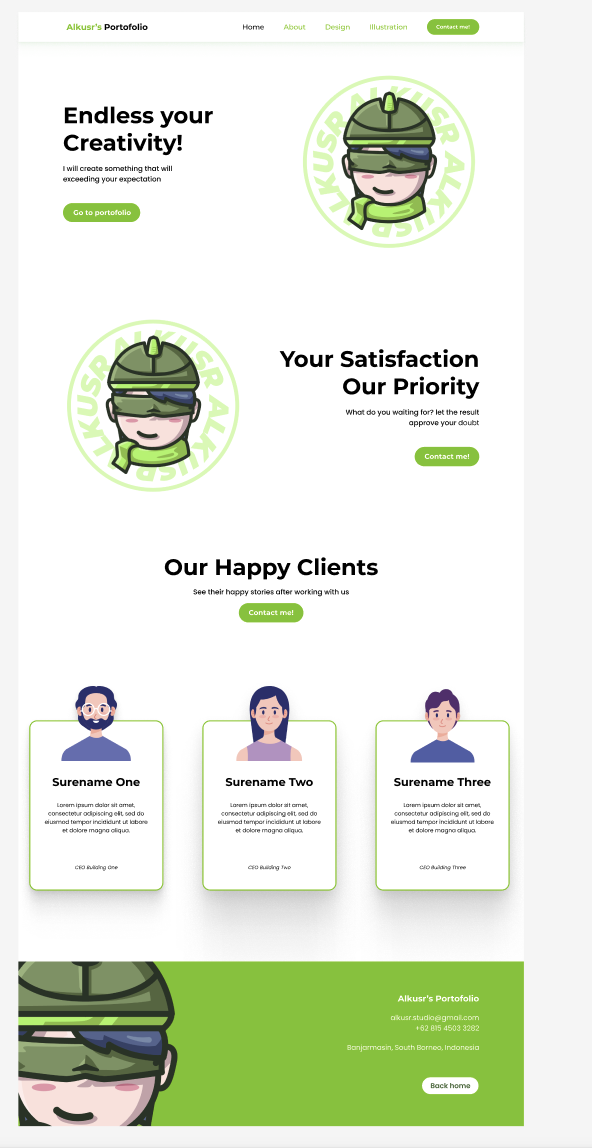 Alkusr's Portofolio
Home
About
Design
Illustration
Contact me!
Endless your
Creativity!
I will create something that will
exceeding your expectation
Go to portofolio
ALKUSR ALKUSR ALKUSR
Your Satisfaction
Our Priority
What do you waiting for? let the result
approve your doubt
Contact me!
ALKUSR ALKUSR ALKUSR
Our Happy Clients
See their happy stories after working with us
Contact me!
Surename One
Lorem ipsum dolor sit amet,
consectetur adipiscing elit, sed do
eiusmod tempor incididunt ut labore
et dolore magna aliqua.
CEO Building One
Surename Two
Lorem ipsum dolor sit amet,
consectetur adipiscing elit, sed do
eiusmod tempor incididunt ut labore
et dolore magna aliqua.
CEO Building Two
Surename Three
Lorem ipsum dolor sit amet,
consectetur adipiscing elit, sed do
eiusmod tempor incididunt ut labore
et dolore magna aliqua.
CEO Building Three
Alkusr's Portofolio
alkusr.studio@gmail.com
+62 815 4503 3282
Banjarmasin, South Borneo, Indonesia
Back home